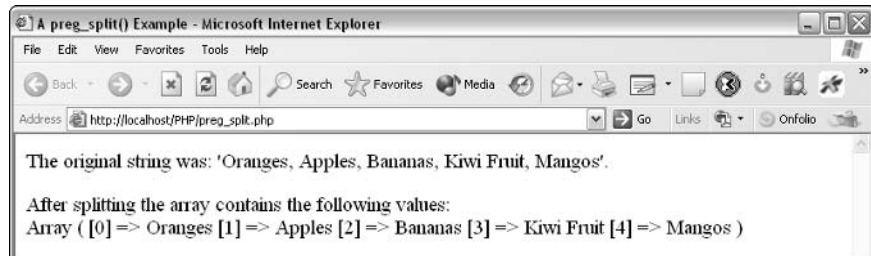 A preg_split() Example - Microsoft Internet Explorer
File Edit View Favorites Tools Help
Back Search Favorites Media »
Address http://localhost/PHP/preg_split.php Go Links Onfolio
The original string was: 'Oranges, Apples, Bananas, Kiwi Fruit, Mangos'.
After splitting the array contains the following values:
Array ( [0] => Oranges [1] => Apples [2] => Bananas [3] => Kiwi Fruit [4] => Mangos )